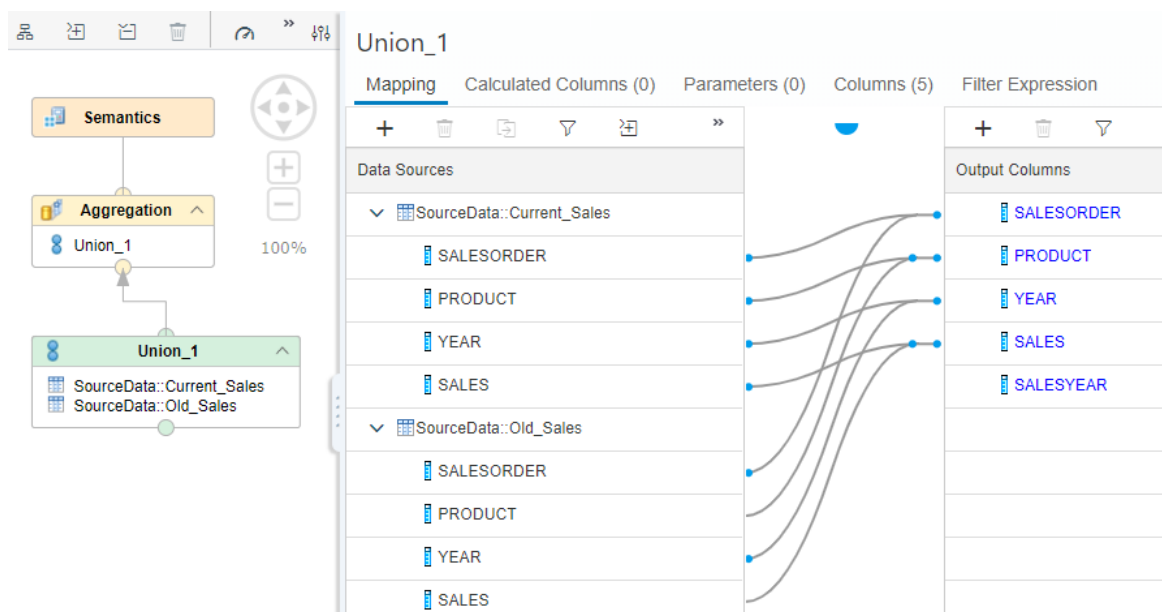 Union_1
Mapping Calculated Columns (0) Parameters (0) Columns (5) Filter Expression
Semantics
Aggregation
Union_1
100%
Union_1
SourceData::Current_Sales
SourceData::Old_Sales
Data Sources
SourceData::Current_Sales
SALESORDER
PRODUCT
YEAR
SALES
SourceData::Old_Sales
SALESORDER
PRODUCT
YEAR
SALES
Output Columns
SALESORDER
PRODUCT
YEAR
SALES
SALESYEAR